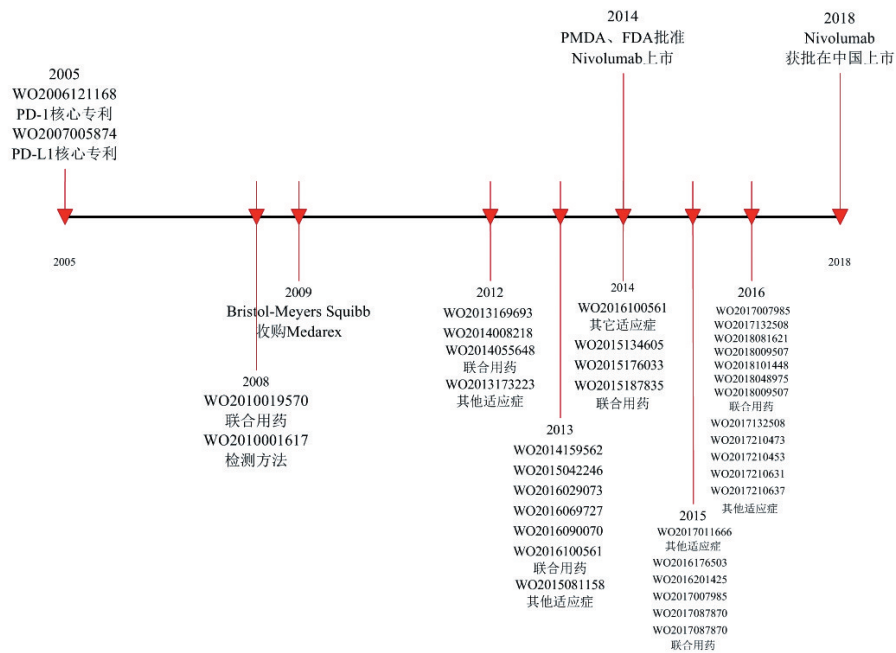 2005
WO2006121168
PD-1核心专利
WO2007005874
PD-L1核心专利
2014
PMDA、FDA批准
Nivolumab上市
2018
Nivolumab
获批在中国上市
2005
2018
2008
WO2010019570
联合用药
WO2010001617
检测方法
2009
Bristol-Meyers Squibb
收购Medarex
2012
WO2013169693
WO2014008218
WO2014055648
联合用药
WO2013173223
其他适应症
2013
WO2014159562
WO2015042246
WO2016029073
WO2016069727
WO2016090070
WO2016100561
联合用药
WO2015081158
其他适应症
2014
WO2016100561
其它适应症
WO2015134605
WO2015176033
WO2015187835
联合用药
2015
WO2017011666
其他适应症
WO2016176503
WO2016201425
WO2017007985
WO2017087870
WO2017087870
联合用药
2016
WO2017007985
WO2017132508
WO2018081621
WO2018009507
WO2018101448
WO2018048975
WO2018009507
联合用药
WO2017132508
WO2017210473
WO2017210453
WO2017210631
WO2017210637
其他适应症